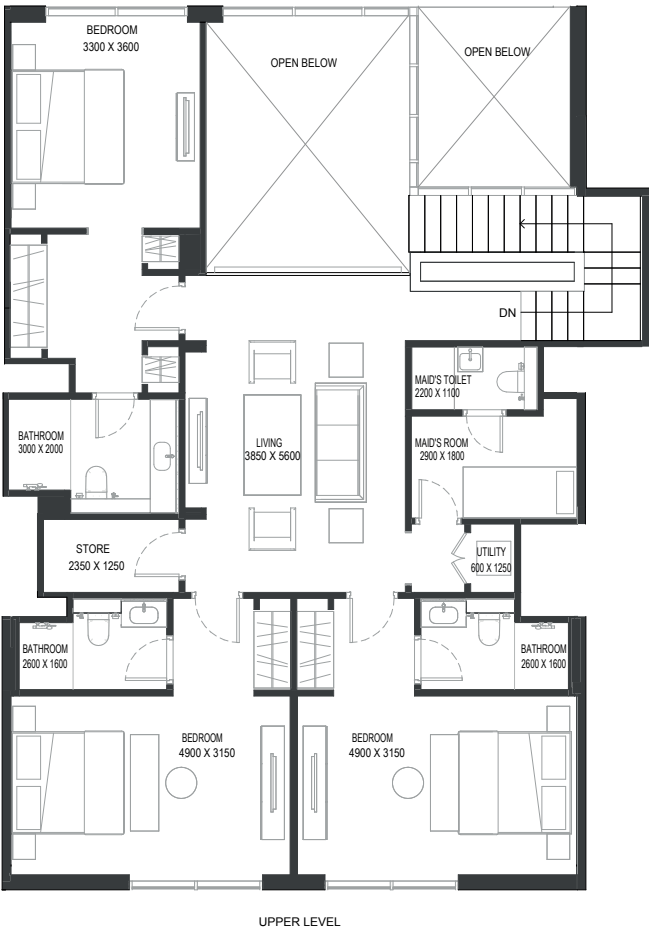 BEDROOM
3300 X 3600
OPEN BELOW
OPEN BELOW
DN
MAID'S TOILET
2200 X 1100
BATHROOM
3000 X 2000
LIVING
3850 X 5600
MAID'S ROOM
2900 X 1800
STORE
2350 X 1250
UTILITY
600 X 1250
BATHROOM
2600 X 1600
BATHROOM
2600 X 1600
BEDROOM
4900 X 3150
BEDROOM
4900 X 3150
UPPER LEVEL